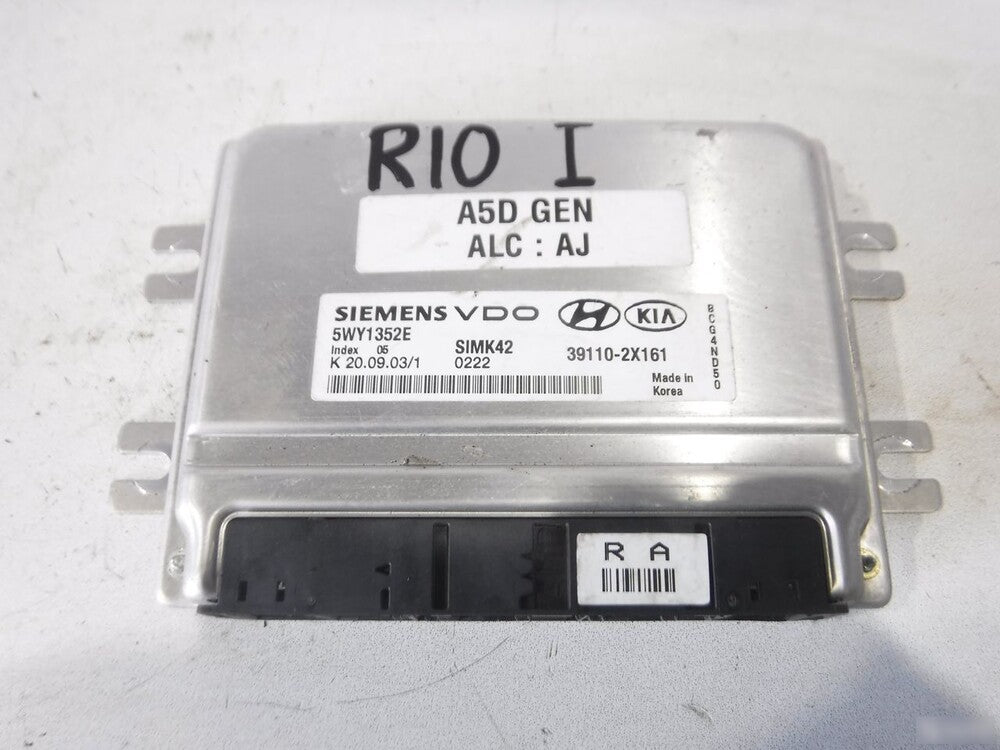 RIO I
A5D GEN
ALC : AJ
SIEMENS VDO KIA
5WY1352E
Index 05 SIMK42 39110-2X161
K 20.09.03/1 0222
Made in
Korea
BCG4ND50
R A